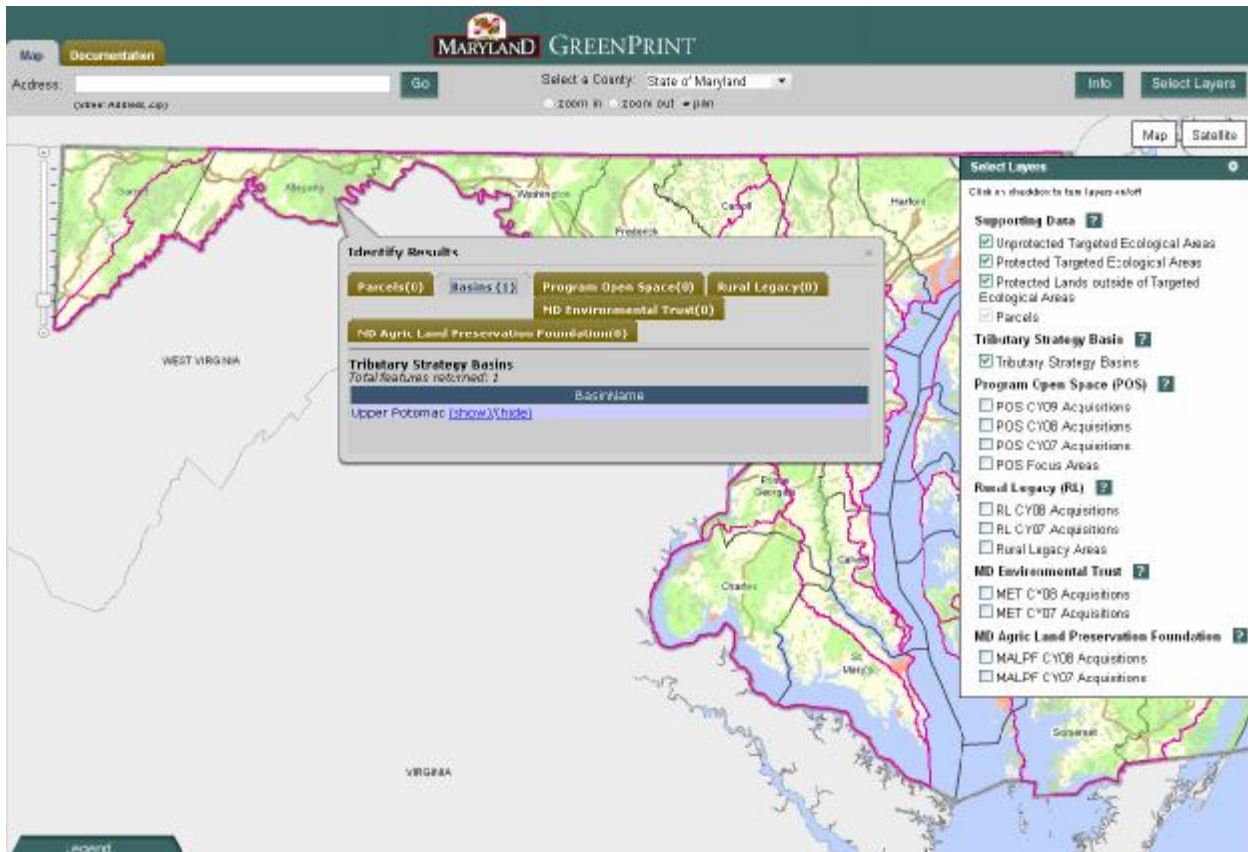 MARYLAND GREENPRINT
Map
Documentation
Address:
Go
Select a County: State of Maryland
zoom in zoom out pan
Info
Select Layers
Map
Satellite
Garrett
Allegany
Washington
Frederick
Carroll
Harford
WEST VIRGINIA
Identify Results
Parcels(0)
Basins (1)
Program Open Space(0)
Rural Legacy(0)
MD Environmental Trust(0)
MD Agric Land Preservation Foundation(0)
Tributary Strategy Basins
Total features returned: 1
BasinName
Upper Potomac (show)/(hide)
Select Layers
Click on checkbox to turn layers on/off
Supporting Data ?
Unprotected Targeted Ecological Areas
Protected Targeted Ecological Areas
Protected Lands outside of Targeted
Ecological Areas
Parcels
Tributary Strategy Basin ?
Tributary Strategy Basins
Program Open Space (POS) ?
POS CY09 Acquisitions
POS CY08 Acquisitions
POS CY07 Acquisitions
POS Focus Areas
Rural Legacy (RL) ?
RL CY08 Acquisitions
RL CY07 Acquisitions
Rural Legacy Areas
MD Environmental Trust ?
MET CY08 Acquisitions
MET CY07 Acquisitions
MD Agric Land Preservation Foundation ?
MALPF CY08 Acquisitions
MALPF CY07 Acquisitions
Prince
Georges
Charles
Calvert
St.
Mary's
Somerset
VIRGINIA
Legend